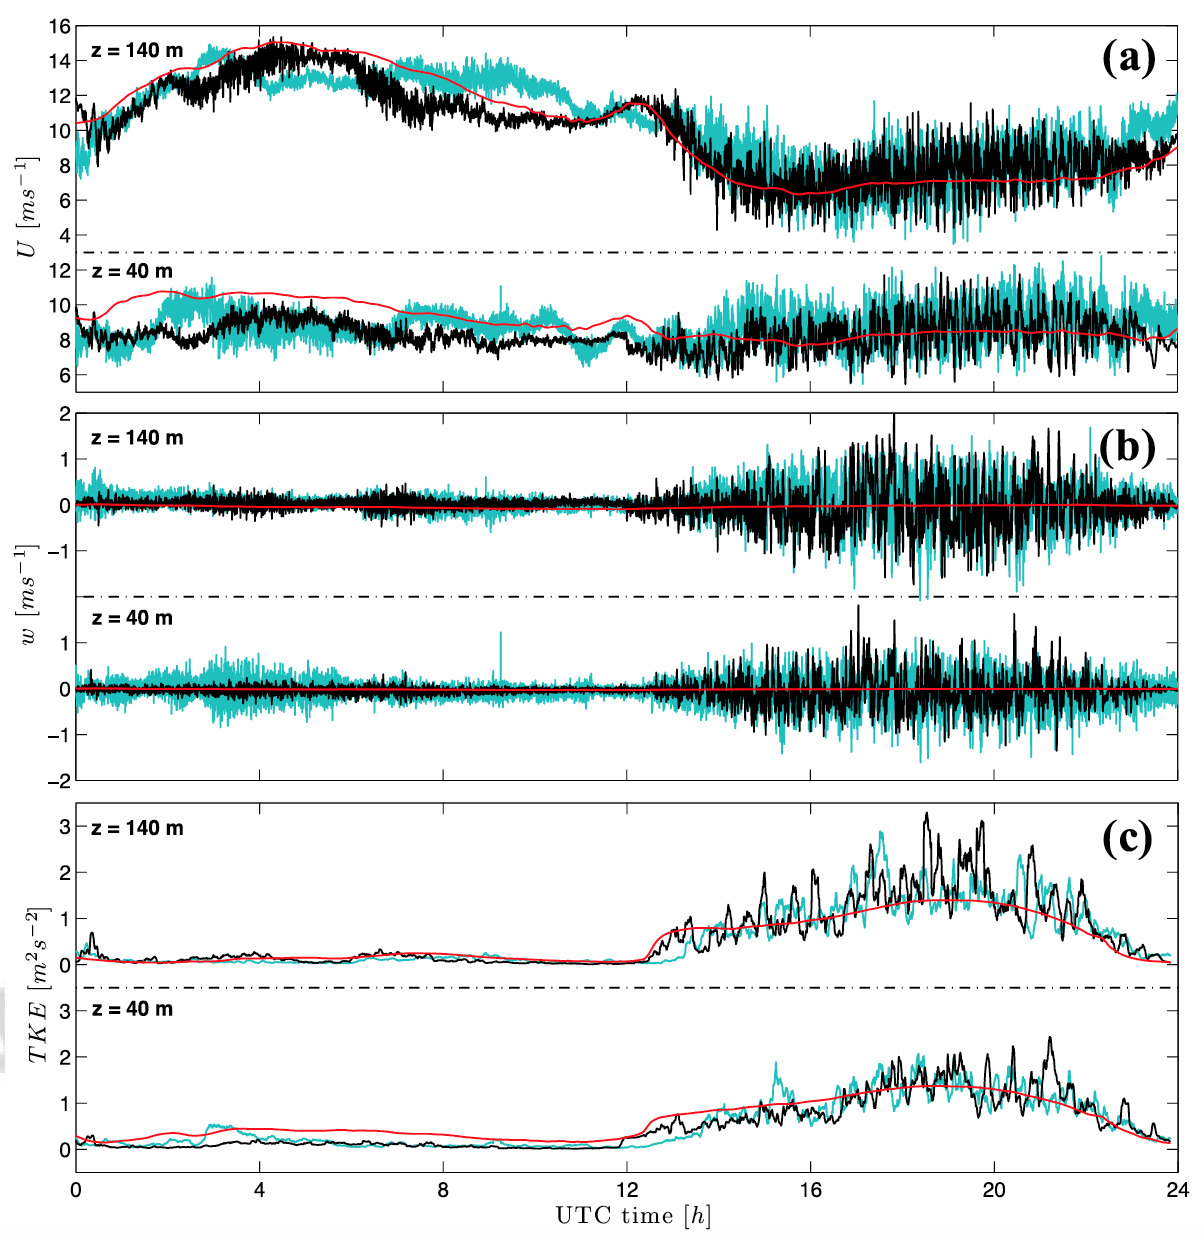 16
z = 140 m
(a)
14
12
10
8
6
4
U [ms⁻¹]
z = 40 m
12
10
8
6
2
z = 140 m
(b)
1
0
−1
w [ms⁻¹]
z = 40 m
1
0
−1
−2
3
z = 140 m
(c)
2
1
0
TKE [m²s⁻²]
z = 40 m
3
2
1
0
0 4 8 12 16 20 24
UTC time [h]